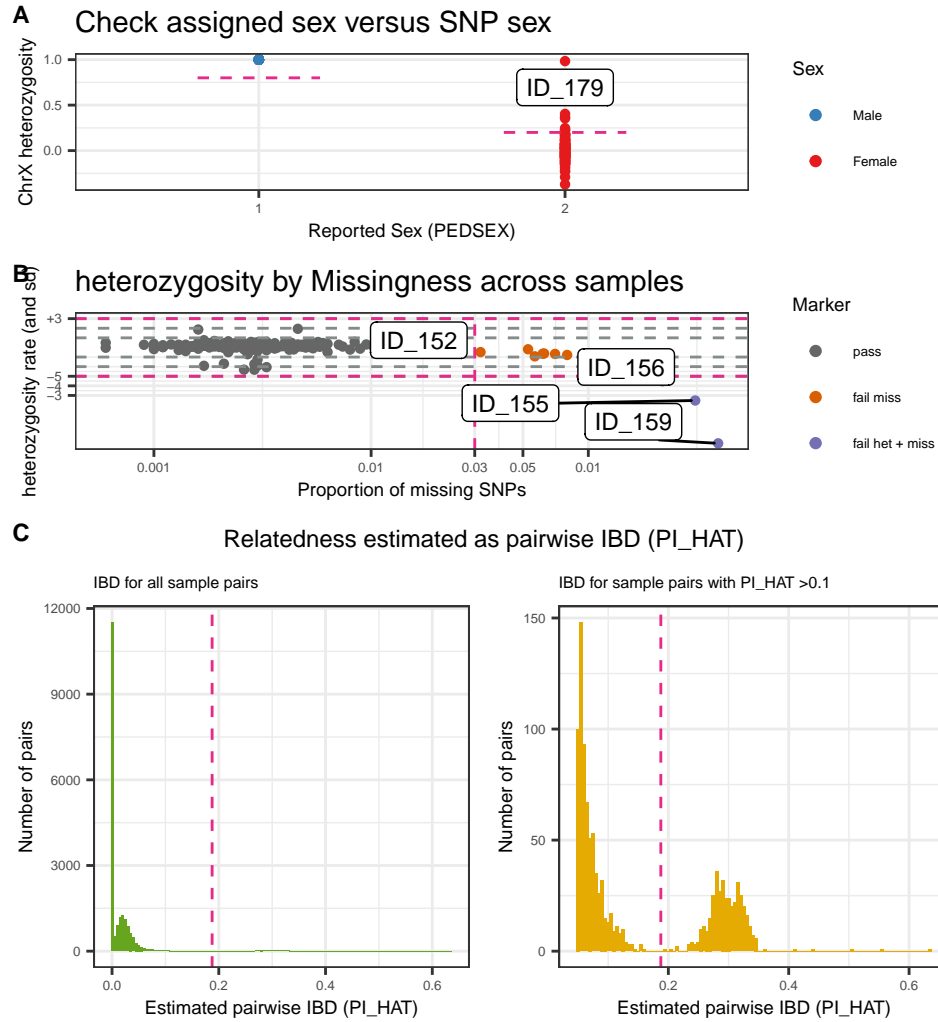 A
Check assigned sex versus SNP sex
ChrX heterozygosity
1.0
0.5
0.0
ID_179
1
2
Reported Sex (PEDSEX)
Sex
Male
Female
B
heterozygosity by Missingness across samples
heterozygosity rate (and sd)
+3
−5
−4
−3
ID_152
ID_156
ID_155
ID_159
0.001
0.01
0.03
0.05
0.01
Proportion of missing SNPs
Marker
pass
fail miss
fail het + miss
C
Relatedness estimated as pairwise IBD (PI_HAT)
IBD for all sample pairs
Number of pairs
12000
9000
6000
3000
0
0.0
0.2
0.4
0.6
Estimated pairwise IBD (PI_HAT)
IBD for sample pairs with PI_HAT >0.1
Number of pairs
150
100
50
0
0.2
0.4
0.6
Estimated pairwise IBD (PI_HAT)